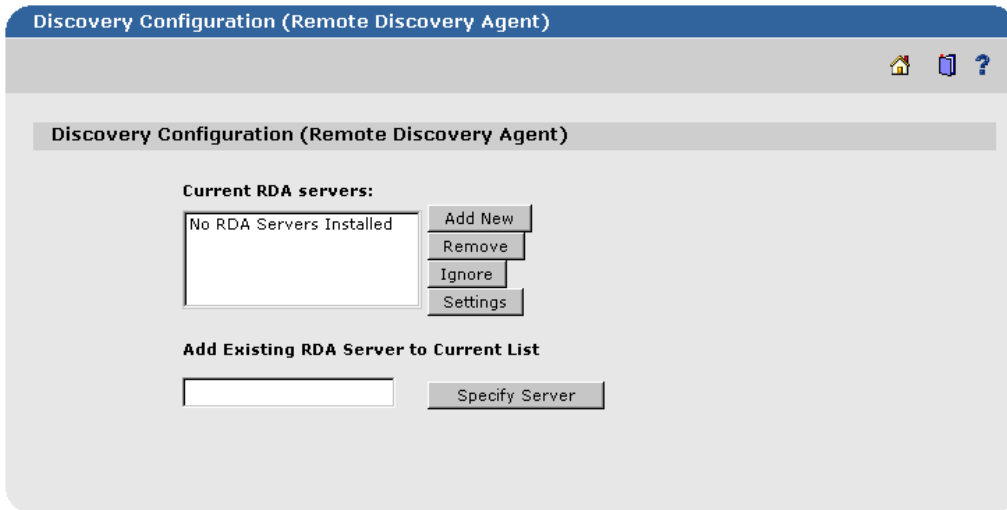 Discovery Configuration (Remote Discovery Agent)
?
Discovery Configuration (Remote Discovery Agent)
Current RDA servers:
No RDA Servers Installed
Add New
Remove
Ignore
Settings
Add Existing RDA Server to Current List
Specify Server